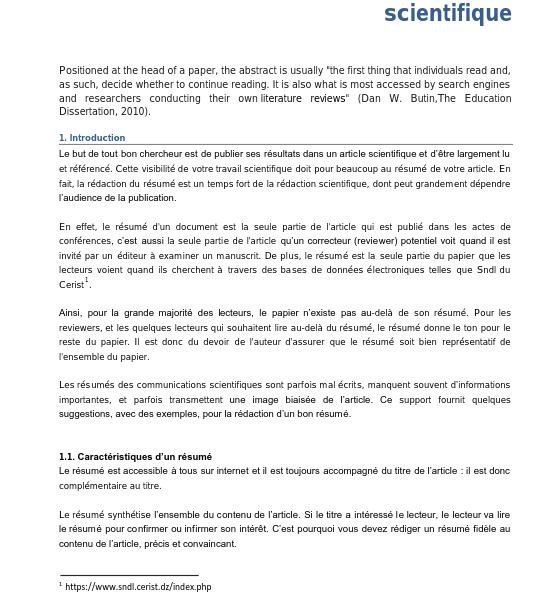 scientifique
Positioned at the head of a paper, the abstract is usually "the first thing that individuals read and,
as such, decide whether to continue reading. It is also what is most accessed by search engines
and researchers conducting their own literature reviews" (Dan W. Butin,The Education
Dissertation, 2010).
1. Introduction
Le but de tout bon chercheur est de publier ses résultats dans un article scientifique et d'être largement lu
et référencé. Cette visibilité de votre travail scientifique doit pour beaucoup au résumé de votre article. En
fait, la rédaction du résumé est un temps fort de la rédaction scientifique, dont peut grandement dépendre
l'audience de la publication.
En effet, le résumé d'un document est la seule partie de l'article qui est publié dans les actes de
conférences, c'est aussi la seule partie de l'article qu'un correcteur (reviewer) potentiel voit quand il est
invité par un éditeur à examiner un manuscrit. De plus, le résumé est la seule partie du papier que les
lecteurs voient quand ils cherchent à travers des bases de données électroniques telles que Sndl du
Cerist1.
Ainsi, pour la grande majorité des lecteurs, le papier n'existe pas au-delà de son résumé. Pour les
reviewers, et les quelques lecteurs qui souhaitent lire au-delà du résumé, le résumé donne le ton pour le
reste du papier. Il est donc du devoir de l'auteur d'assurer que le résumé soit bien représentatif de
l'ensemble du papier.
Les résumés des communications scientifiques sont parfois mal écrits, manquent souvent d'informations
importantes, et parfois transmettent une image biaisée de l'article. Ce support fournit quelques
suggestions, avec des exemples, pour la rédaction d'un bon résumé.
1.1. Caractéristiques d'un résumé
Le résumé est accessible à tous sur internet et il est toujours accompagné du titre de l'article : il est donc
complémentaire au titre.
Le résumé synthétise l'ensemble du contenu de l'article. Si le titre a intéressé le lecteur, le lecteur va lire
le résumé pour confirmer ou infirmer son intérêt. C'est pourquoi vous devez rédiger un résumé fidèle au
contenu de l'article, précis et convaincant.
1 https://www.sndl.cerist.dz/index.php